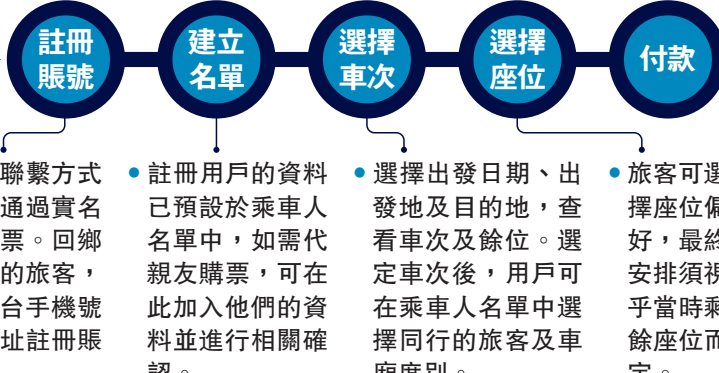 註冊
賬號
建立
名單
選擇
車次
選擇
座位
付款
聯繫方式
通過實名
票。回鄉
的旅客，
台手機號
址註冊賬
• 註冊用戶的資料
已預設於乘車人
名單中，如需代
親友購票，可在
此加入他們的資
料並進行相關確
認。
• 選擇出發日期、出
發地及目的地，查
看車次及餘位。選
定車次後，用戶可
在乘車人名單中選
擇同行的旅客及車
廂席別。
• 旅客可選
擇座位偏
好，最終
安排須視
乎當時剩
餘座位而
定。